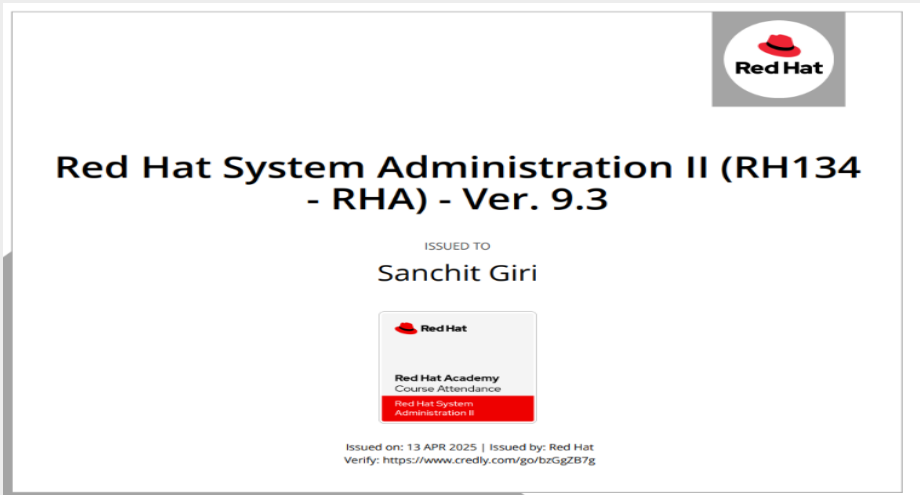 Red Hat
Red Hat System Administration II (RH134
- RHA) - Ver. 9.3
ISSUED TO
Sanchit Giri
Red Hat
Red Hat Academy
Course Attendance
Red Hat System
Administration II
Issued on: 13 APR 2025 | Issued by: Red Hat
Verify: https://www.credly.com/go/bzGgZB7g